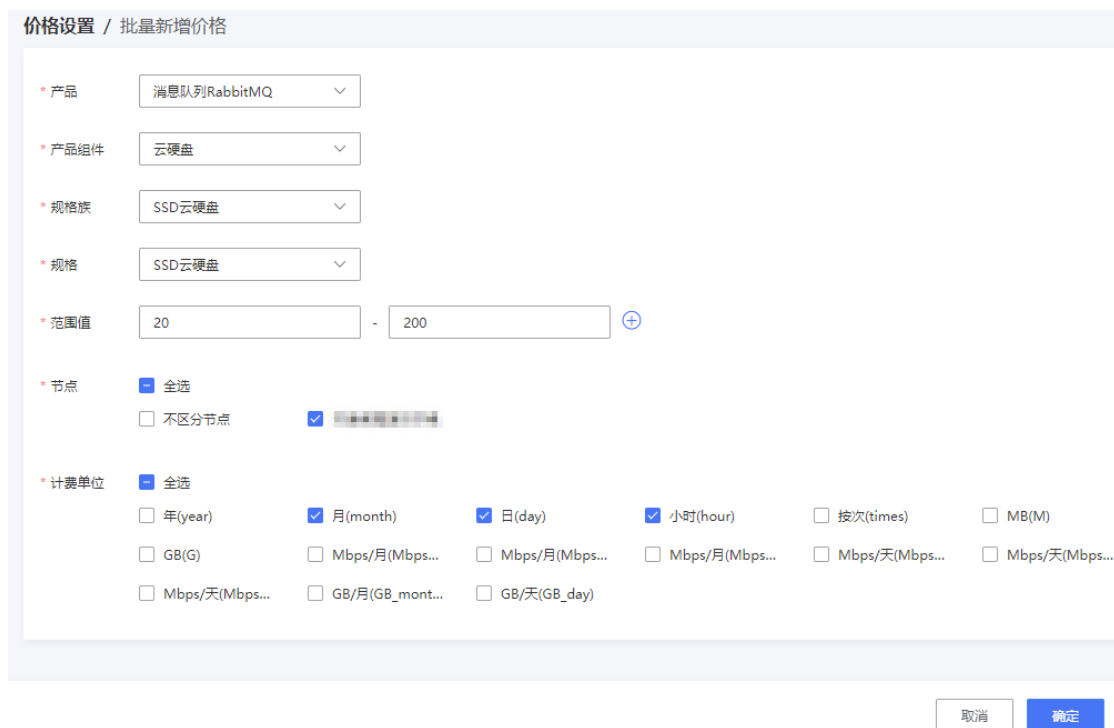 价格设置 / 批量新增价格
* 产品 消息队列RabbitMQ
* 产品组件 云硬盘
* 规格族 SSD云硬盘
* 规格 SSD云硬盘
* 范围值 20 - 200
* 节点 全选
不区分节点
* 计费单位 全选
年(year) 月(month) 日(day) 小时(hour) 按次(times) MB(M)
GB(G) Mbps/月(Mbps... Mbps/月(Mbps... Mbps/月(Mbps... Mbps/天(Mbps... Mbps/天(Mbps...
Mbps/天(Mbps... GB/月(GB_mont... GB/天(GB_day)
取消 确定